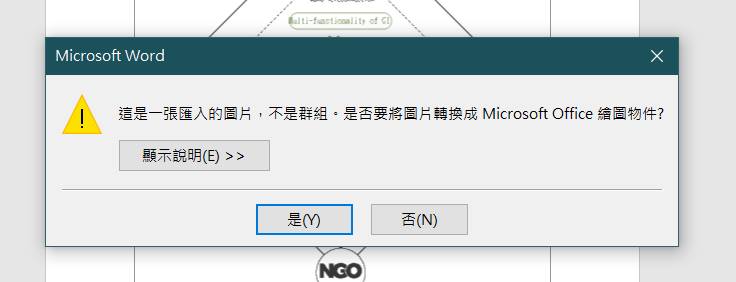 Multi-functionality of GI
Microsoft Word
這是一張匯入的圖片，不是群組。是否要將圖片轉換成 Microsoft Office 繪圖物件?
顯示說明(E) >>
是(Y)
否(N)
NGO